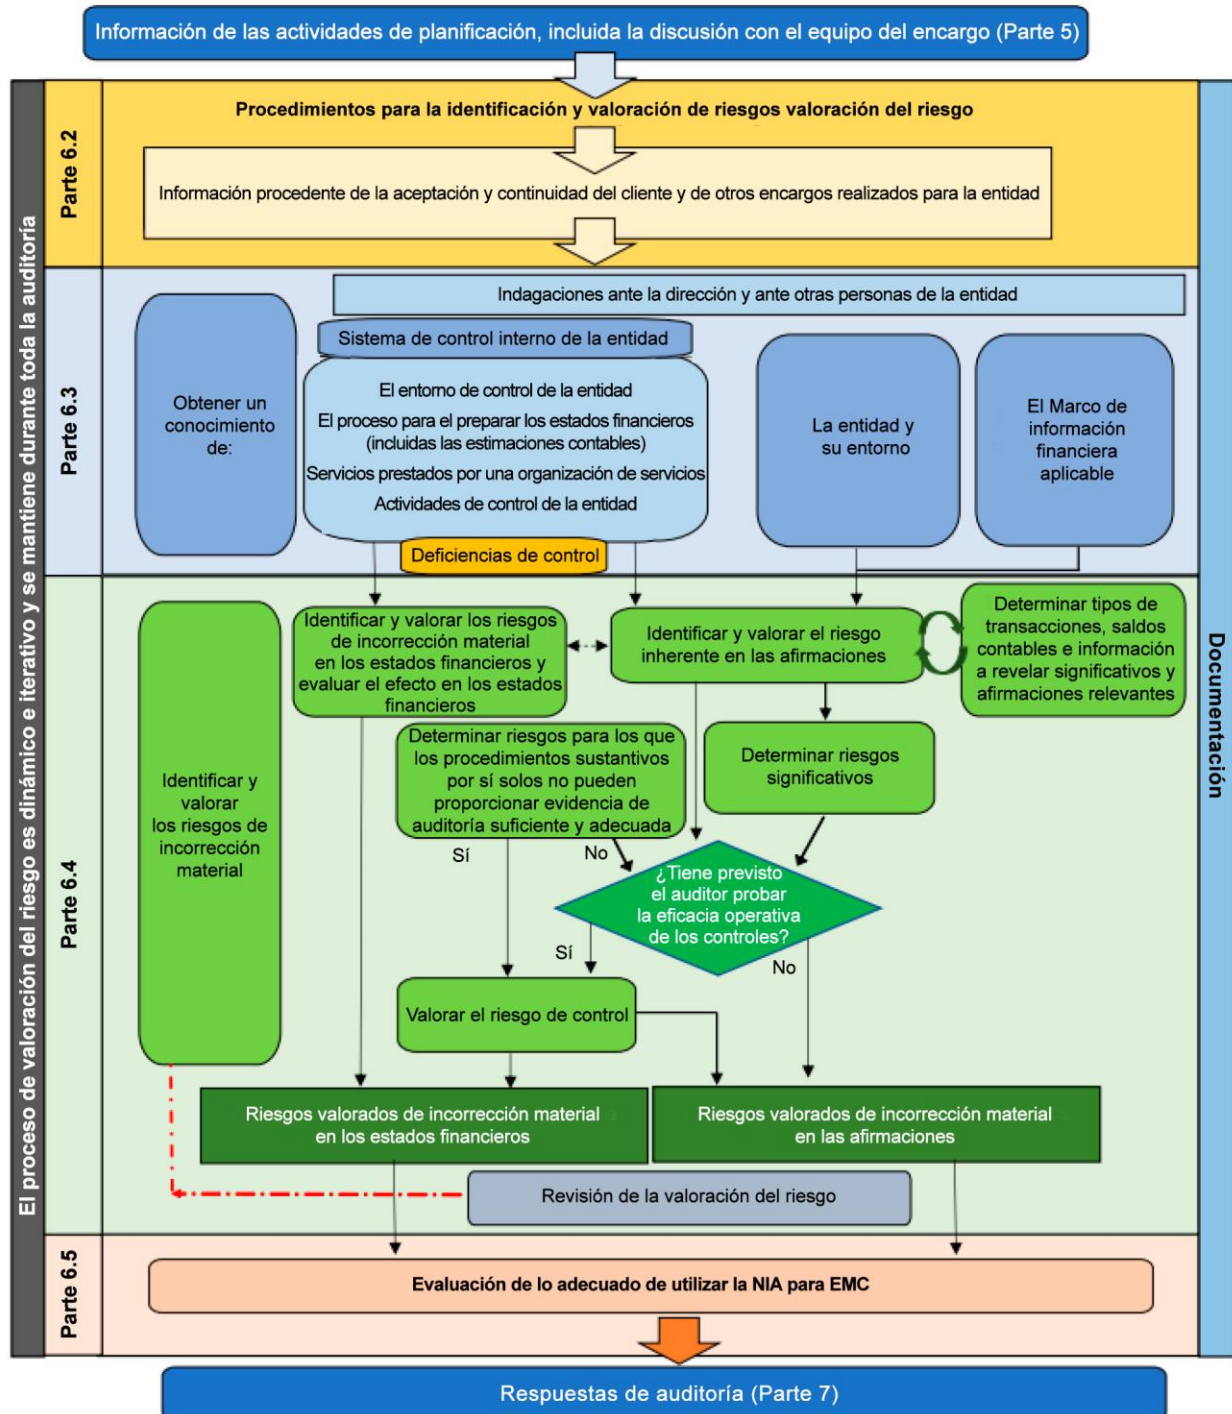 Información de las actividades de planificación, incluida la discusión con el equipo del encargo (Parte 5)
El proceso de valoración del riesgo es dinámico e iterativo y se mantiene durante toda la auditoría
Documentación
Parte 6.2
Procedimientos para la identificación y valoración de riesgos valoración del riesgo
Información procedente de la aceptación y continuidad del cliente y de otros encargos realizados para la entidad
Parte 6.3
Indagaciones ante la dirección y ante otras personas de la entidad
Obtener un
conocimiento
de:
Sistema de control interno de la entidad
El entorno de control de la entidad
El proceso para el preparar los estados financieros
(incluidas las estimaciones contables)
Servicios prestados por una organización de servicios
Actividades de control de la entidad
Deficiencias de control
La entidad y
su entorno
El Marco de
información
financiera
aplicable
Parte 6.4
Identificar y
valorar
los riesgos de
incorrección
material
Identificar y valorar los riesgos
de incorrección material
en los estados financieros y
evaluar el efecto en los estados
financieros
Identificar y valorar el riesgo
inherente en las afirmaciones
Determinar tipos de
transacciones, saldos
contables e información
a revelar significativos y
afirmaciones relevantes
Determinar riesgos para los que
los procedimientos sustantivos
por sí solos no pueden
proporcionar evidencia de
auditoría suficiente y adecuada
Determinar riesgos
significativos
Sí
No
¿Tiene previsto
el auditor probar
la eficacia operativa
de los controles?
Sí
No
Valorar el riesgo de control
Riesgos valorados de incorrección material
en los estados financieros
Riesgos valorados de incorrección material
en las afirmaciones
Revisión de la valoración del riesgo
Parte 6.5
Evaluación de lo adecuado de utilizar la NIA para EMC
Respuestas de auditoría (Parte 7)